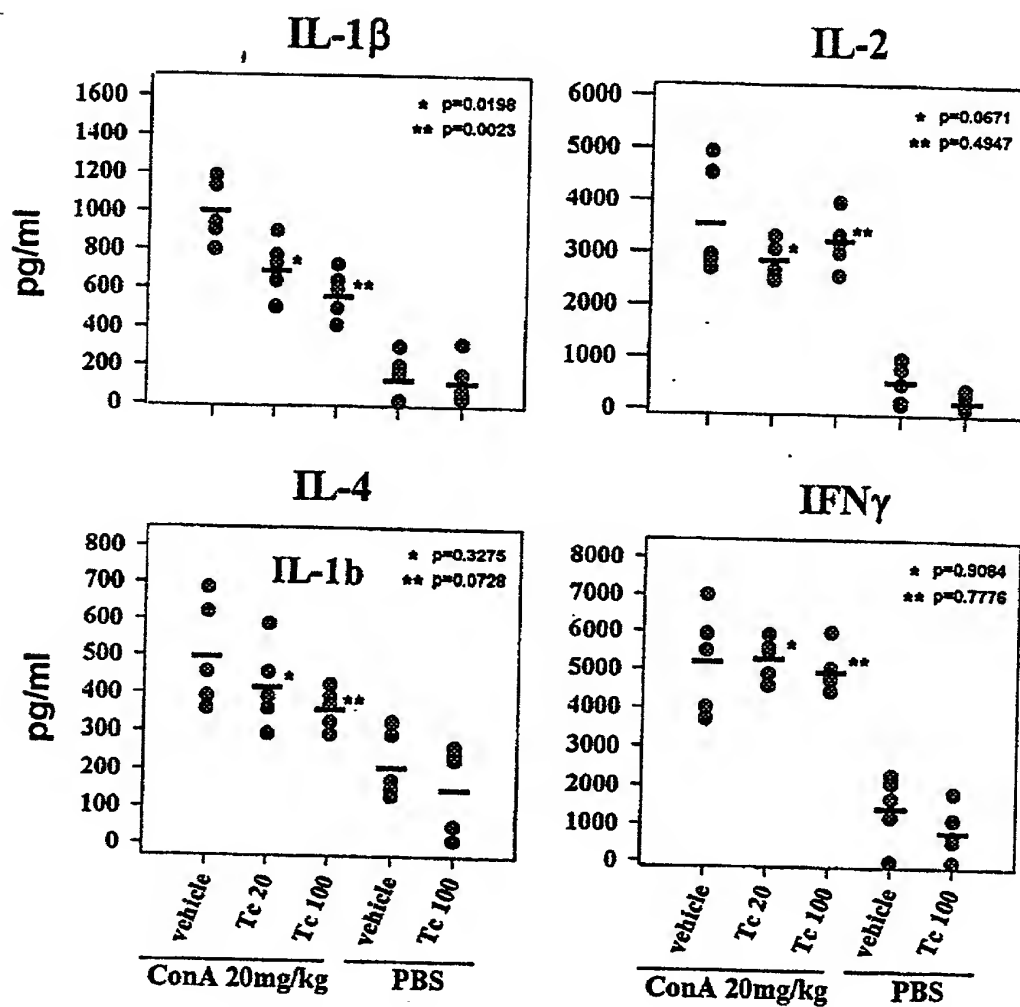 IL-1β
1600
1400
1200
1000
800
600
400
200
0
pg/ml
* p=0.0198
** p=0.0023
*
**
IL-2
6000
5000
4000
3000
2000
1000
0
* p=0.0671
** p=0.4947
*
**
IL-4
800
700
600
500
400
300
200
100
0
pg/ml
IL-1b
* p=0.3275
** p=0.0728
*
**
vehicle
Tc 20
Tc 100
vehicle
Tc 100
ConA 20mg/kg
PBS
IFNγ
8000
7000
6000
5000
4000
3000
2000
1000
0
* p=0.9084
** p=0.7776
*
**
vehicle
Tc 20
Tc 100
vehicle
Tc 100
ConA 20mg/kg
PBS